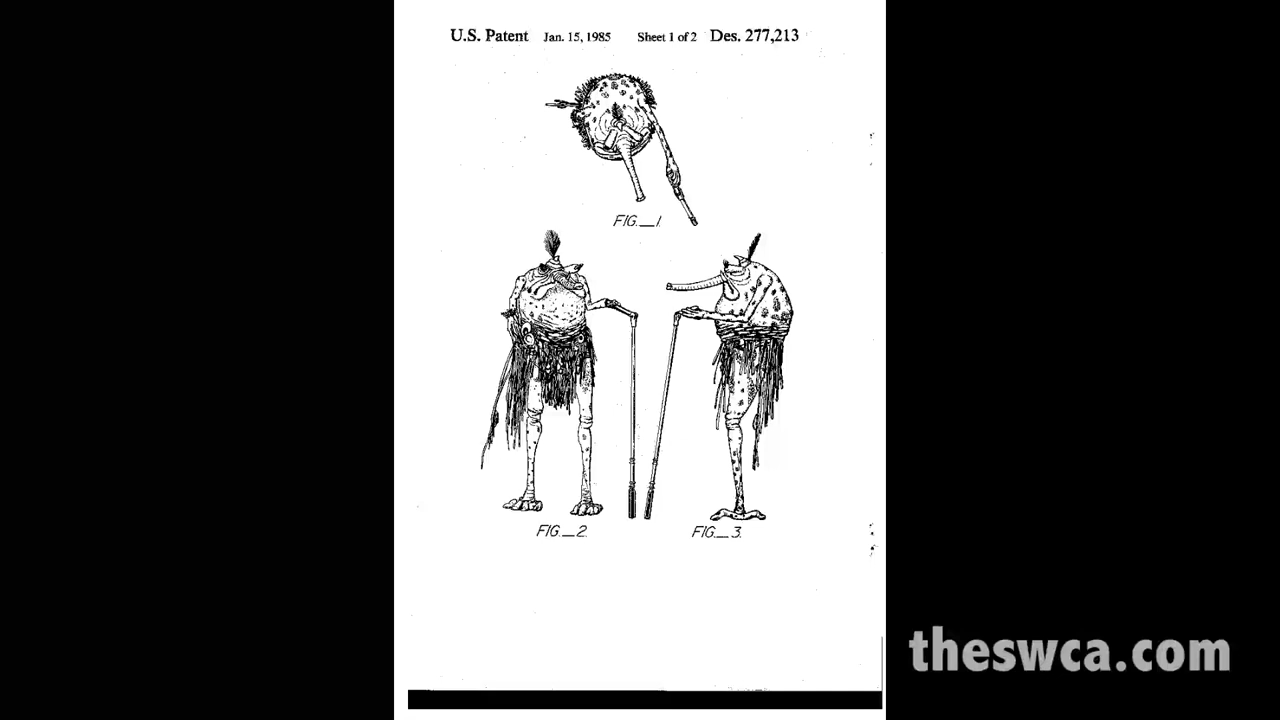 U.S. Patent Jan. 15, 1985 Sheet 1 of 2 Des. 277,213
FIG._1.
FIG._2.
FIG._3.
theswca.com